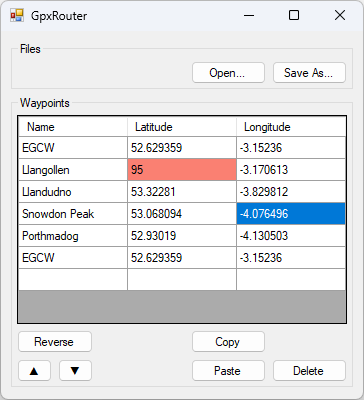 GpxRouter
Files
Open...
Save As...
Waypoints
Name Latitude Longitude
EGCW 52.629359 -3.15236
Llangollen 95 -3.170613
Llandudno 53.32281 -3.829812
Snowdon Peak 53.068094 -4.076496
Porthmadog 52.93019 -4.130503
EGCW 52.629359 -3.15236
Reverse
Copy
▲ ▼
Paste
Delete